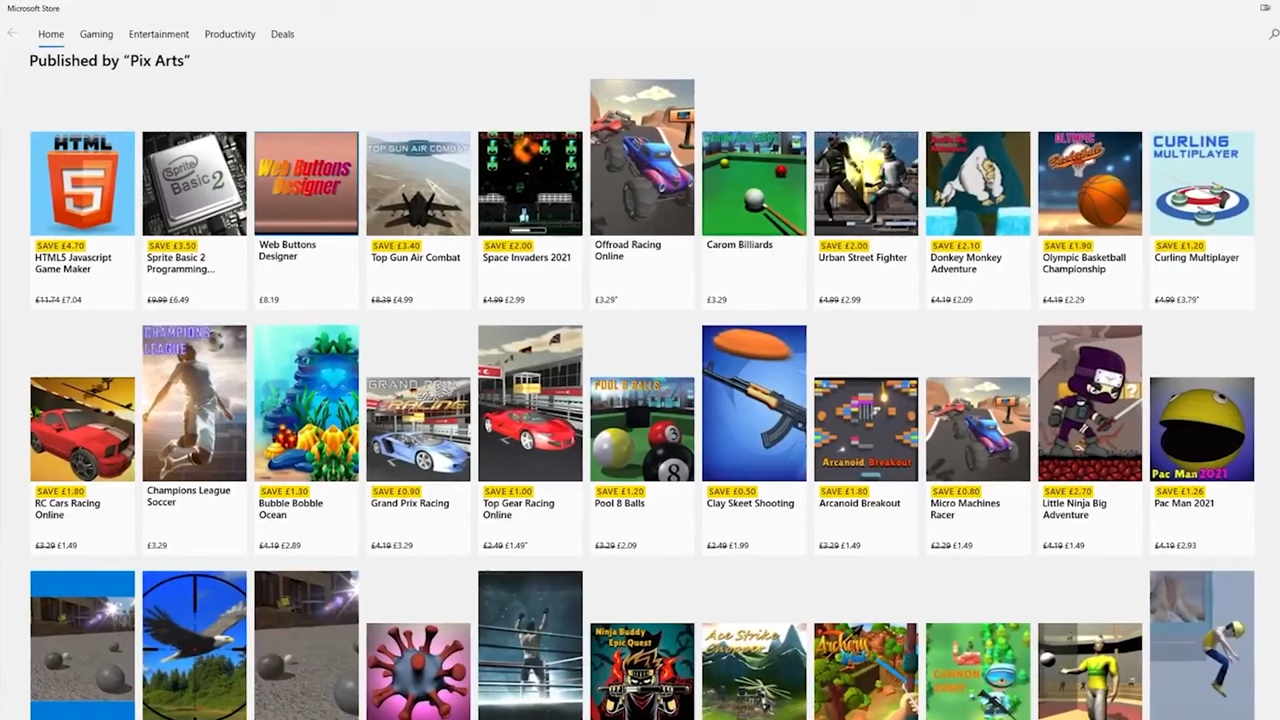 Microsoft Store
Home Gaming Entertainment Productivity Deals
Published by “Pix Arts”
HTML
5
Sprite Basic 2
Web Buttons Designer
TOP GUN AIR COMBAT
OLYMPIC
Basketball
CURLING
MULTIPLAYER
SAVE £4.70
HTML5 Javascript
Game Maker
£11.74 £7.04
SAVE £3.50
Sprite Basic 2
Programming...
£9.99 £6.49
Web Buttons
Designer
£8.19
SAVE £3.40
Top Gun Air Combat
£8.39 £4.99
SAVE £2.00
Space Invaders 2021
£4.99 £2.99
Offroad Racing
Online
£3.29*
Carom Billiards
£3.29
SAVE £2.00
Urban Street Fighter
£4.99 £2.99
SAVE £2.10
Donkey Monkey
Adventure
£4.19 £2.09
SAVE £1.90
Olympic Basketball
Championship
£4.19 £2.29
SAVE £1.20
Curling Multiplayer
£4.99 £3.79*
CHAMPIONS
LEAGUE
GRAND PRIX
RACING
POOL 8 BALLS
3
8
Arcanoid Breakout
Pac Man 2021
SAVE £1.80
RC Cars Racing
Online
£3.29 £1.49
Champions League
Soccer
£3.29
SAVE £1.30
Bubble Bobble
Ocean
£4.19 £2.89
SAVE £0.90
Grand Prix Racing
£4.19 £3.29
SAVE £1.00
Top Gear Racing
Online
£2.49 £1.49*
SAVE £1.20
Pool 8 Balls
£3.29 £2.09
SAVE £0.50
Clay Skeet Shooting
£2.49 £1.99
SAVE £1.80
Arcanoid Breakout
£3.29 £1.49
SAVE £0.80
Micro Machines
Racer
£2.29 £1.49
SAVE £2.70
Little Ninja Big
Adventure
£4.19 £1.49
SAVE £1.26
Pac Man 2021
£4.19 £2.93
Ninja Buddy
Epic Quest
Ace Strike
Choppers
Archery
CANNON
ARMY